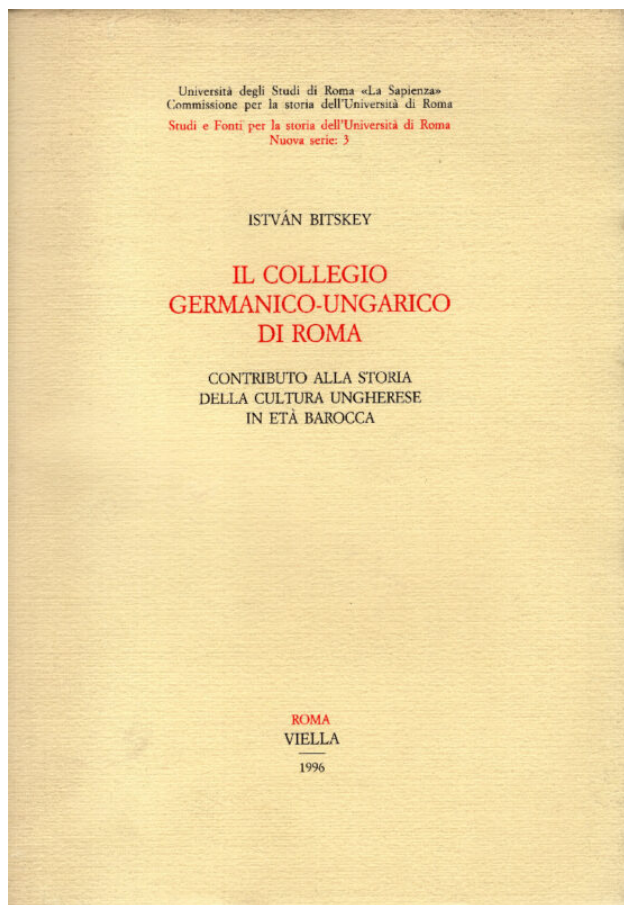 Università degli Studi di Roma «La Sapienza»
Commissione per la storia dell'Università di Roma
Studi e Fonti per la storia dell'Università di Roma
Nuova serie: 3
ISTVÁN BITSKEY
IL COLLEGIO
GERMANICO-UNGARICO
DI ROMA
CONTRIBUTO ALLA STORIA
DELLA CULTURA UNGHERESE
IN ETÀ BAROCCA
ROMA
VIELLA
1996